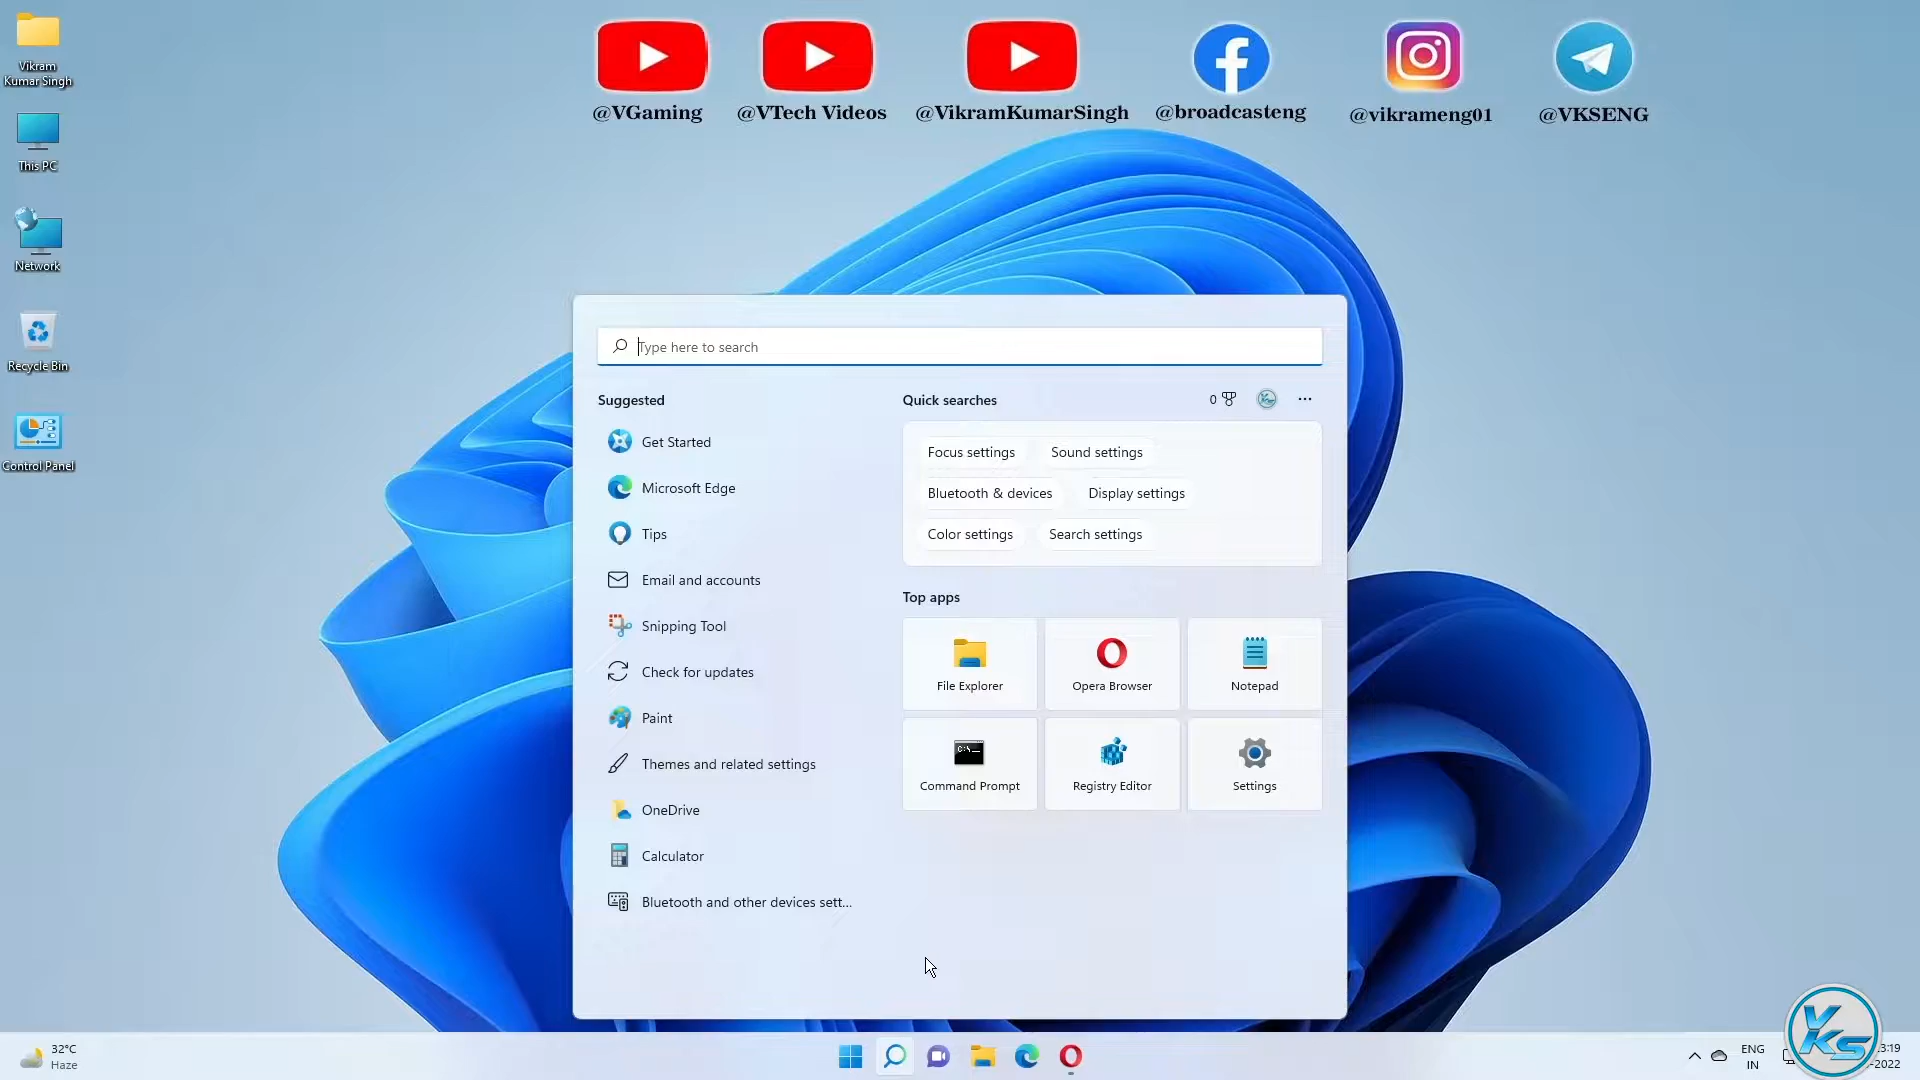 Vikram
Kumar Singh
This PC
Network
Recycle Bin
Control Panel
@VGaming
@VTech Videos
@VikramKumarSingh
@broadcasteng
@vikrameng01
@VKSENG
Type here to search
Suggested
Get Started
Microsoft Edge
Tips
Email and accounts
Snipping Tool
Check for updates
Paint
Themes and related settings
OneDrive
Calculator
Bluetooth and other devices sett...
Quick searches
0
Focus settings
Sound settings
Bluetooth & devices
Display settings
Color settings
Search settings
Top apps
File Explorer
Opera Browser
Notepad
C:\
Command Prompt
Registry Editor
Settings
32°C
Haze
ENG
IN
3:19
-2022
VKS